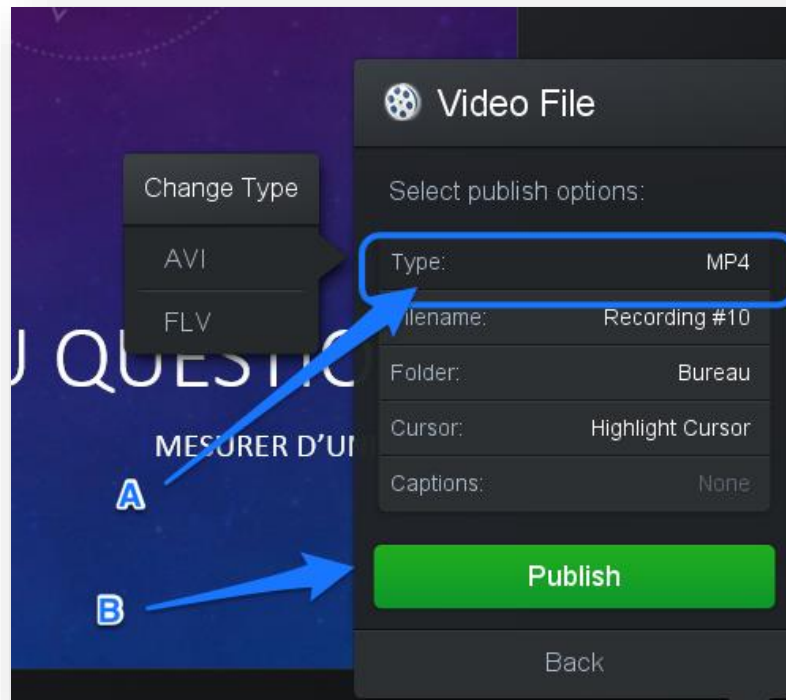 Video File
Change Type
Select publish options:
AVI
Type: MP4
FLV
Filename: Recording #10
U QUESTIO
Folder: Bureau
MESURER D'UN
Cursor: Highlight Cursor
A
Captions: None
Publish
B
Back